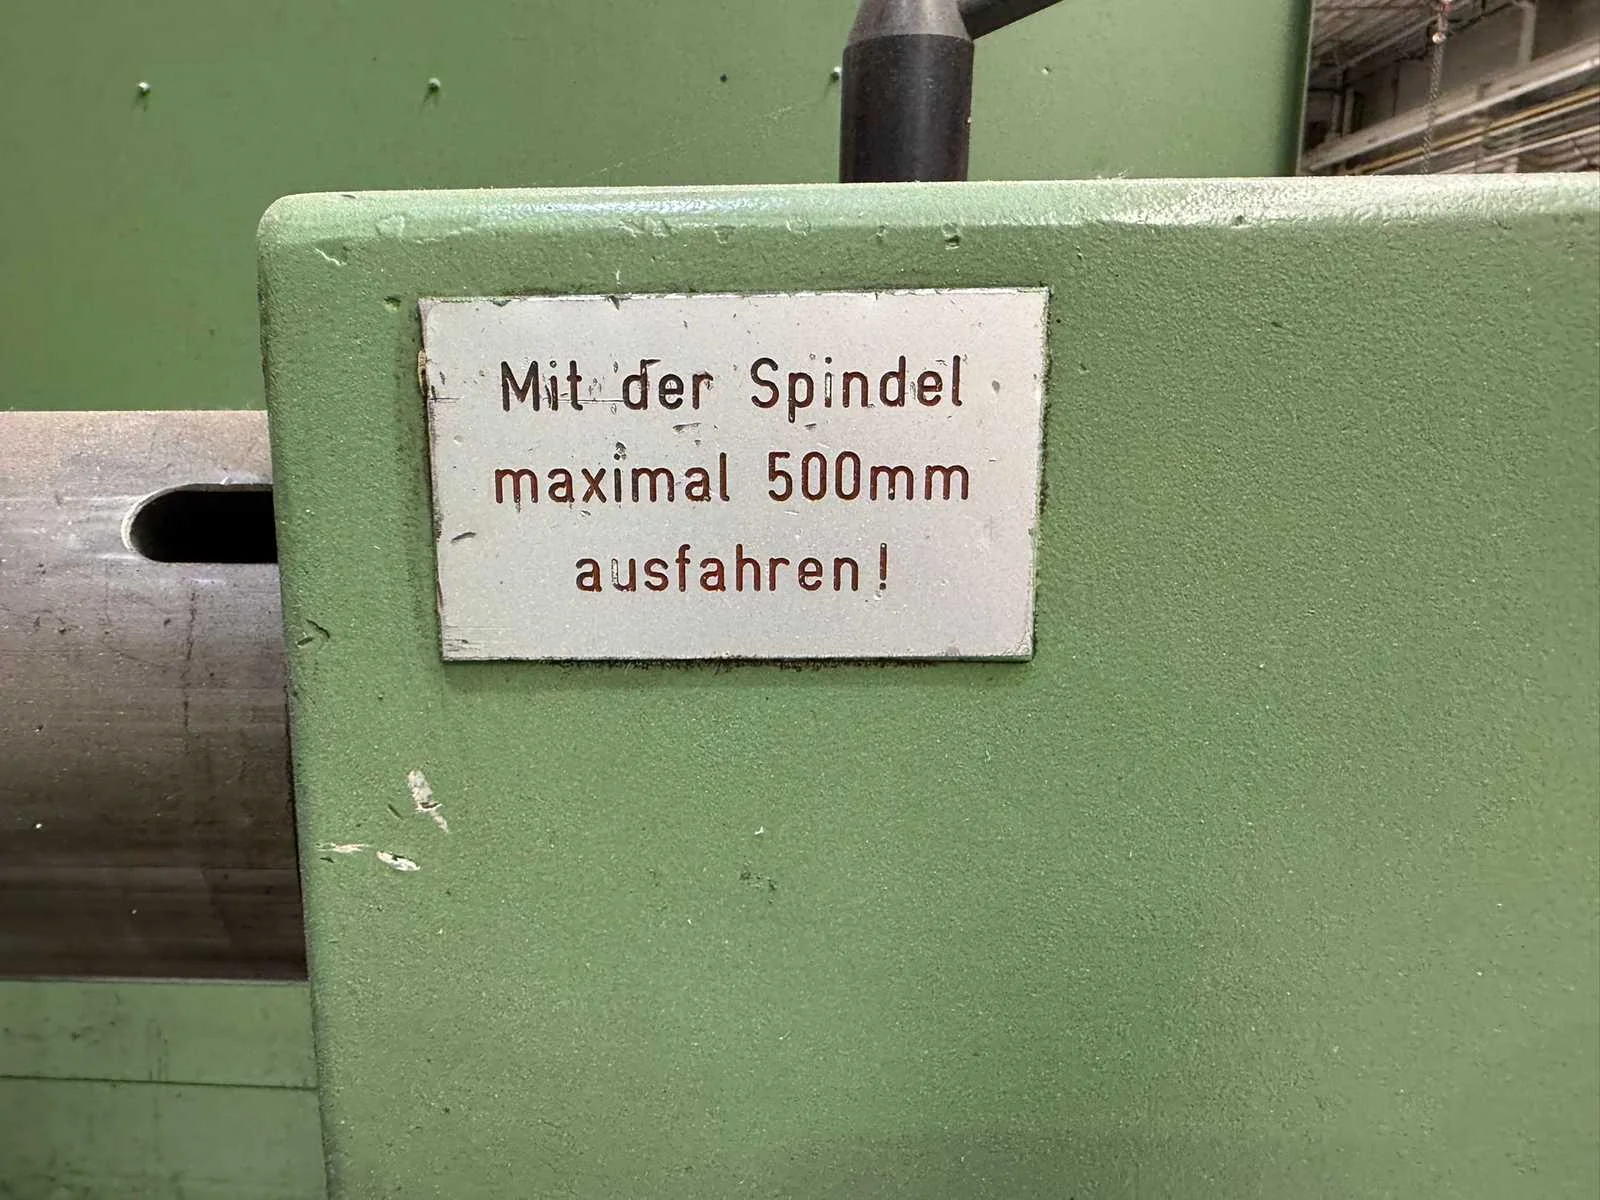 Mit der Spindel
maximal 500mm
ausfahren!